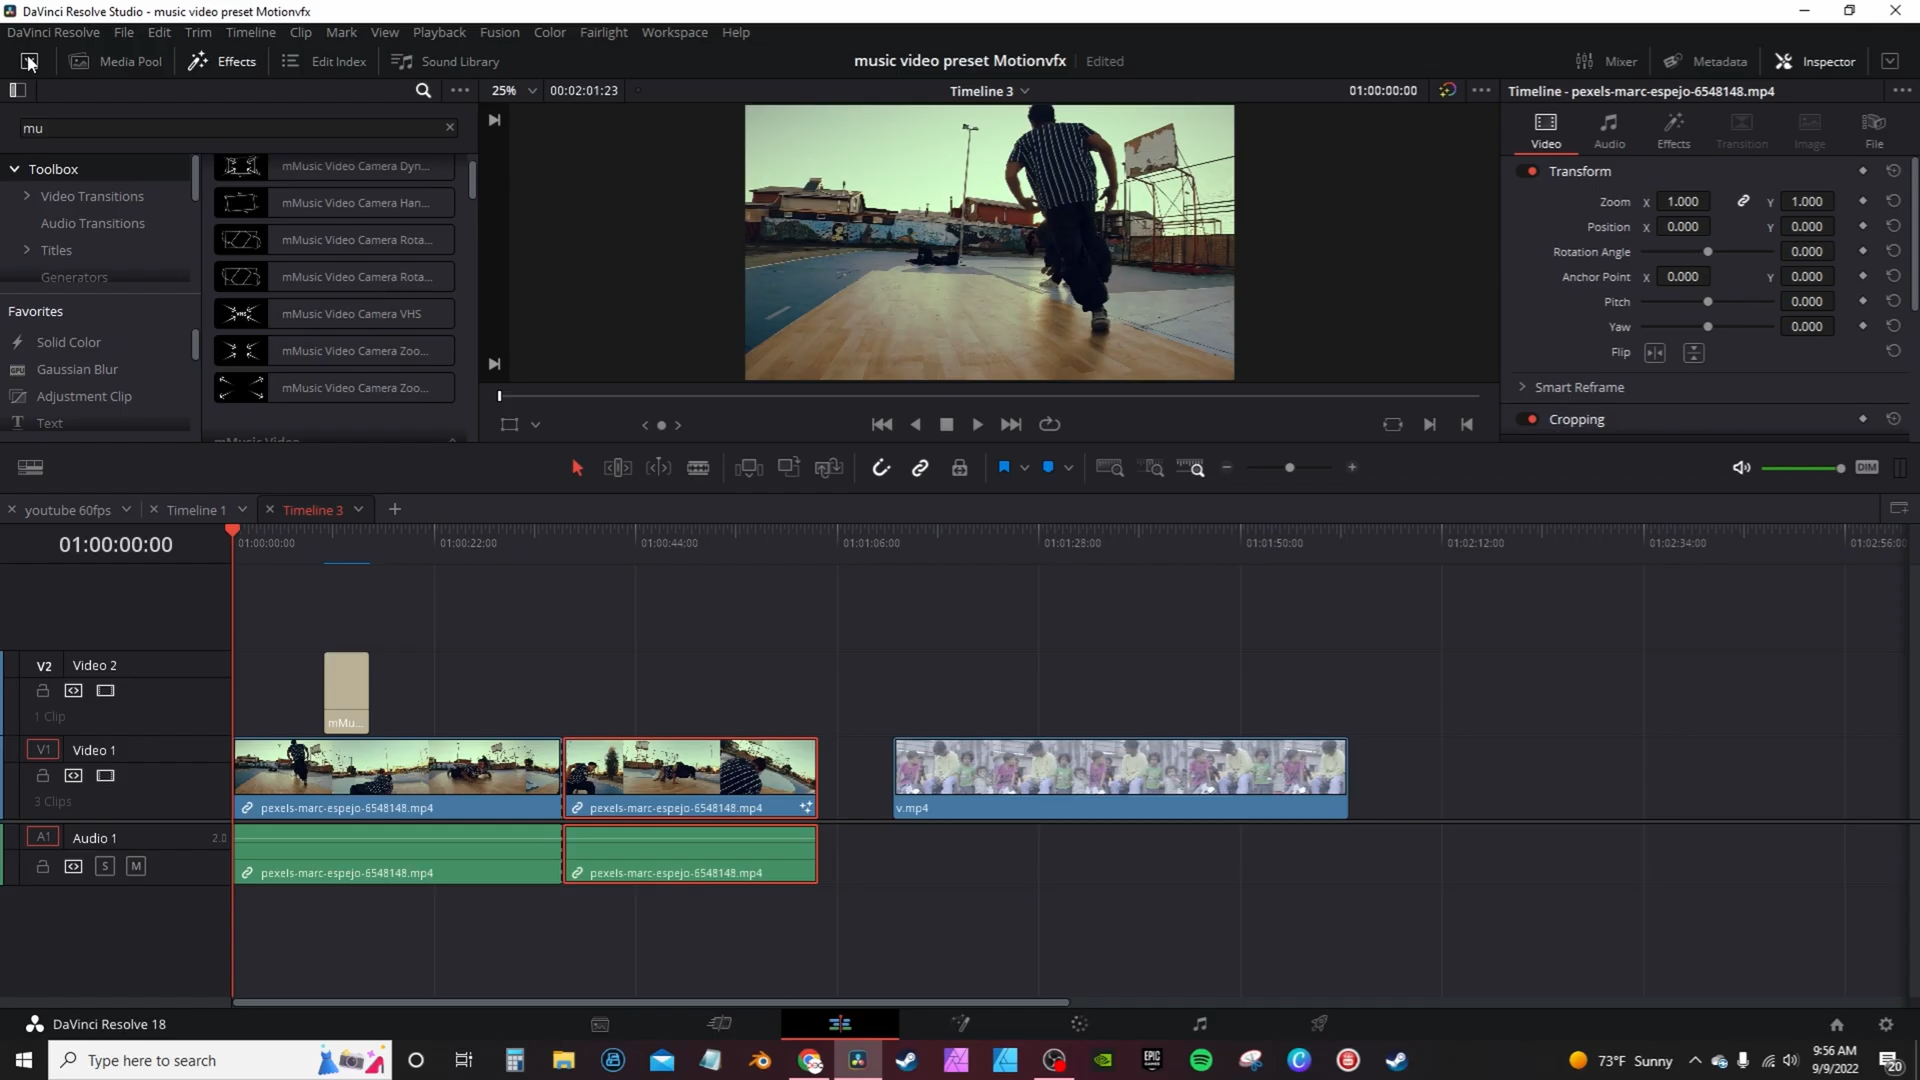 DaVinci Resolve Studio - music video preset Motionvfx
DaVinci Resolve File Edit Trim Timeline Clip Mark View Playback Fusion Color Fairlight Workspace Help
Media Pool Effects Edit Index Sound Library music video preset Motionvfx Edited Mixer Metadata Inspector
25% 00:02:01:23 Timeline 3 01:00:00:00 Timeline - pexels-marc-espejo-6548148.mp4
mu
Toolbox
Video Transitions
Audio Transitions
Titles
Generators
Favorites
Solid Color
Gaussian Blur
Adjustment Clip
Text
mMusic Video Camera Dyn...
mMusic Video Camera Han...
mMusic Video Camera Rota...
mMusic Video Camera Rota...
mMusic Video Camera VHS
mMusic Video Camera Zoo...
mMusic Video Camera Zoo...
mMusic Video
Video Audio Effects Transition Image File
Transform
Zoom X 1.000 Y 1.000
Position X 0.000 Y 0.000
Rotation Angle 0.000
Anchor Point X 0.000 Y 0.000
Pitch 0.000
Yaw 0.000
Flip
Smart Reframe
Cropping
DIM
youtube 60fps Timeline 1 Timeline 3
01:00:00:00
01:00:00:00 01:00:22:00 01:00:44:00 01:01:06:00 01:01:28:00 01:01:50:00 01:02:12:00 01:02:34:00 01:02:56:00
V2 Video 2
1 Clip
mMu...
V1 Video 1
3 Clips
pexels-marc-espejo-6548148.mp4 pexels-marc-espejo-6548148.mp4 v.mp4
A1 Audio 1 2.0
S M
pexels-marc-espejo-6548148.mp4 pexels-marc-espejo-6548148.mp4
DaVinci Resolve 18
Type here to search
EPIC GAMES
73°F Sunny
9:56 AM
9/9/2022
20